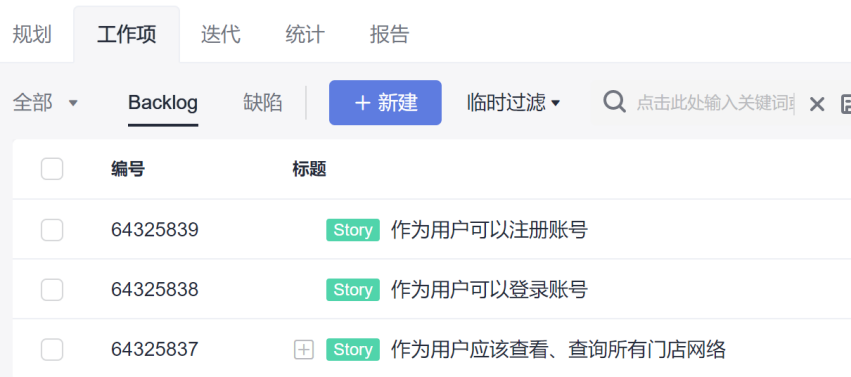 规划 工作项 迭代 统计 报告
全部 Backlog 缺陷 + 新建 临时过滤 点击此处输入关键词
编号 标题
64325839 Story 作为用户可以注册账号
64325838 Story 作为用户可以登录账号
64325837 Story 作为用户应该查看、查询所有门店网络